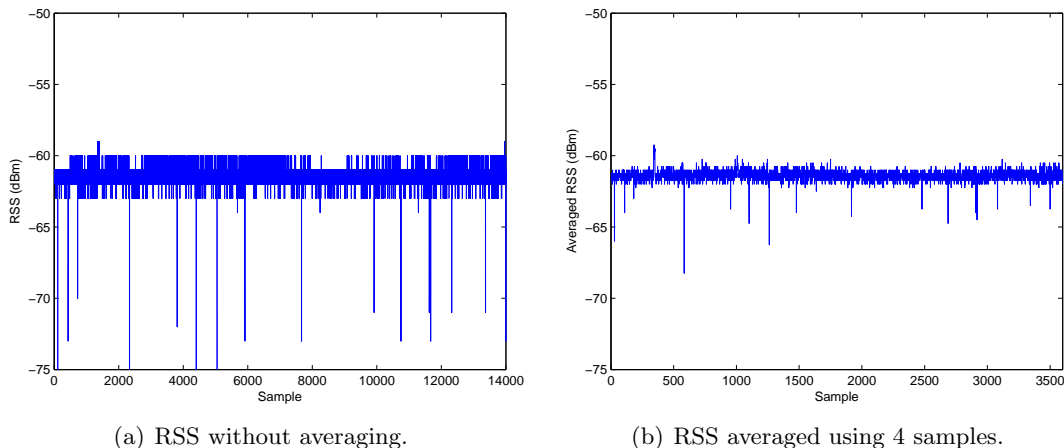 −50
−55
−60
−65
−70
−75
RSS (dBm)
0 2000 4000 6000 8000 10000 12000 14000
Sample
(a) RSS without averaging.
−50
−55
−60
−65
−70
−75
Averaged RSS (dBm)
0 500 1000 1500 2000 2500 3000 3500
Sample
(b) RSS averaged using 4 samples.